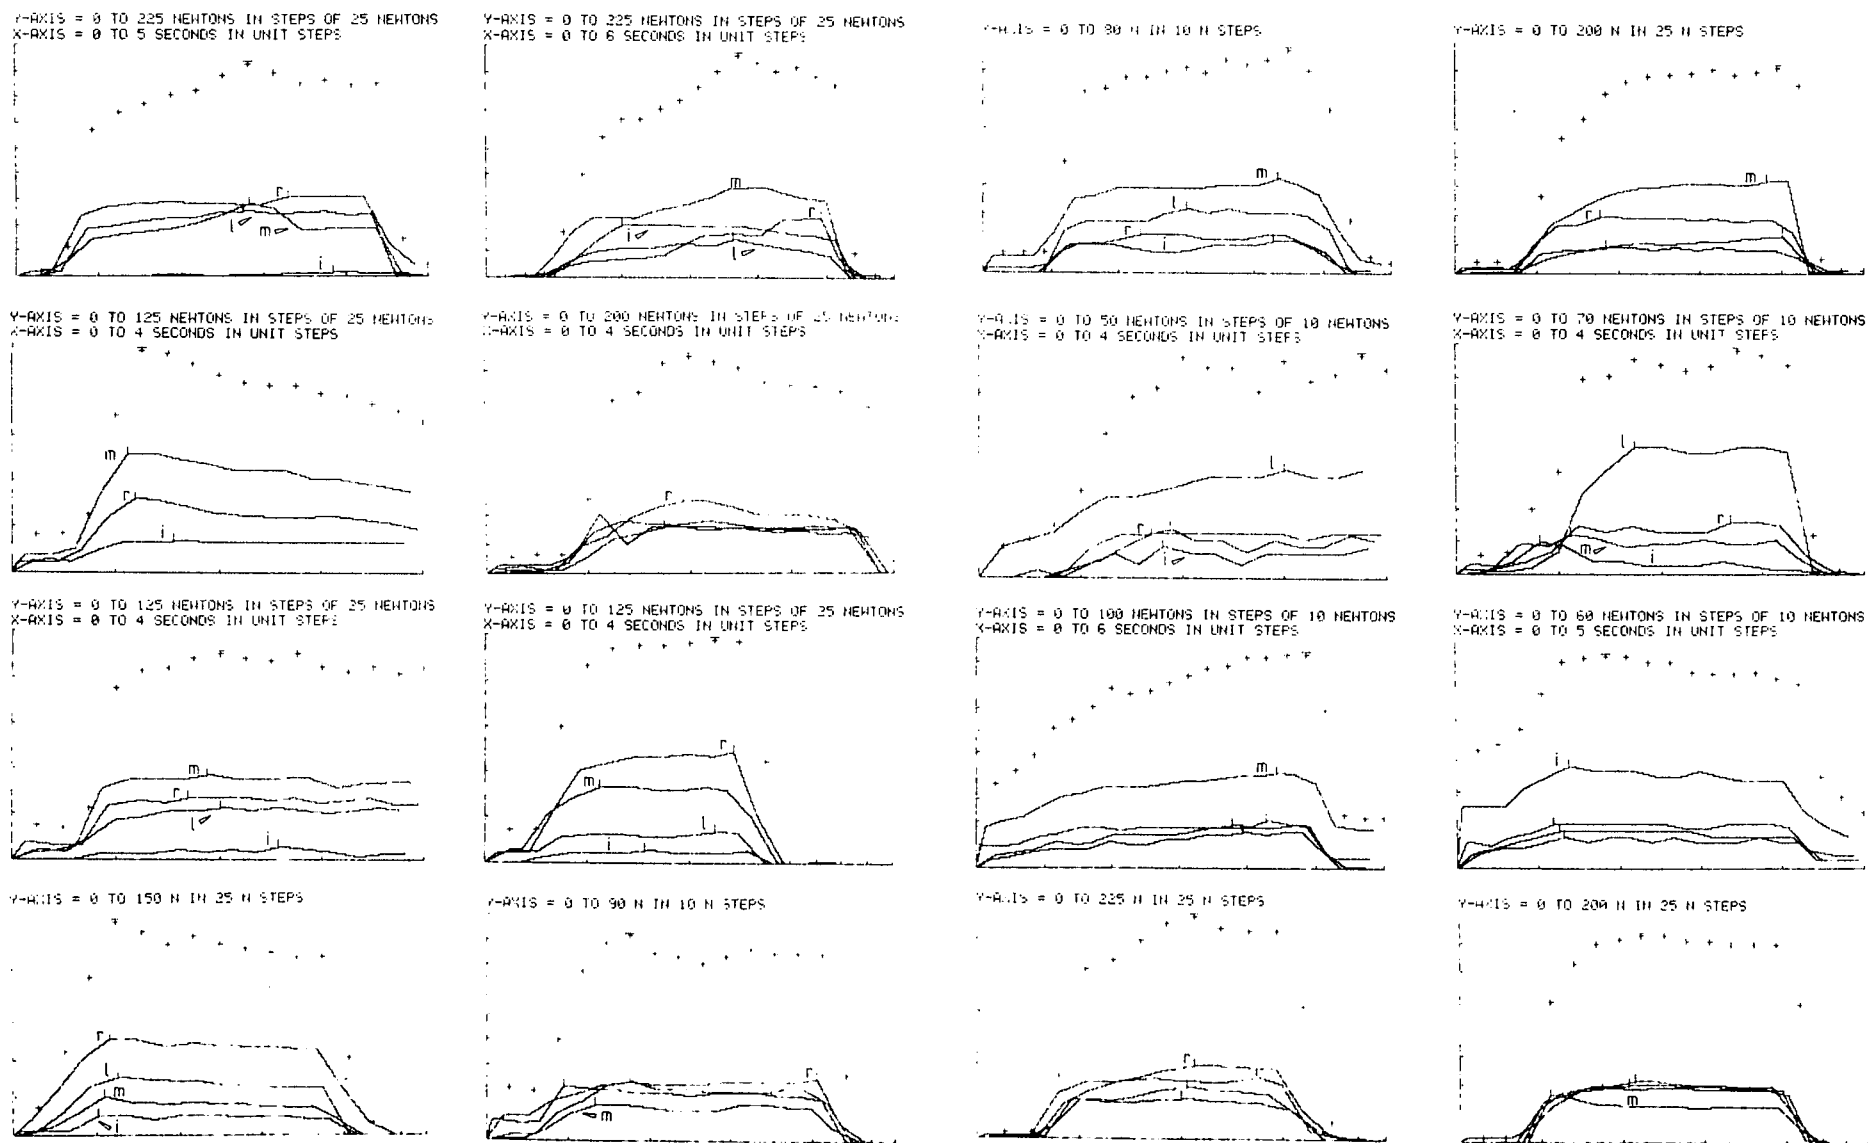 Y-AXIS = 0 TO 225 NEWTONS IN STEPS OF 25 NEWTONS
X-AXIS = 0 TO 5 SECONDS IN UNIT STEPS
r
l
m
i
Y-AXIS = 0 TO 225 NEWTONS IN STEPS OF 25 NEWTONS
X-AXIS = 0 TO 6 SECONDS IN UNIT STEPS
m
r
i
l
Y-AXIS = 0 TO 80 N IN 10 N STEPS
m
l
r
i
Y-AXIS = 0 TO 200 N IN 25 N STEPS
m
r
Y-AXIS = 0 TO 125 NEWTONS IN STEPS OF 25 NEWTONS
X-AXIS = 0 TO 4 SECONDS IN UNIT STEPS
m
r
i
Y-AXIS = 0 TO 200 NEWTONS IN STEPS OF 25 NEWTONS
X-AXIS = 0 TO 4 SECONDS IN UNIT STEPS
r
Y-AXIS = 0 TO 50 NEWTONS IN STEPS OF 10 NEWTONS
X-AXIS = 0 TO 4 SECONDS IN UNIT STEPS
l
r
i
Y-AXIS = 0 TO 70 NEWTONS IN STEPS OF 10 NEWTONS
X-AXIS = 0 TO 4 SECONDS IN UNIT STEPS
l
r
m
i
Y-AXIS = 0 TO 125 NEWTONS IN STEPS OF 25 NEWTONS
X-AXIS = 0 TO 4 SECONDS IN UNIT STEPS
m
r
l
i
Y-AXIS = 0 TO 125 NEWTONS IN STEPS OF 25 NEWTONS
X-AXIS = 0 TO 4 SECONDS IN UNIT STEPS
r
m
l
i
Y-AXIS = 0 TO 100 NEWTONS IN STEPS OF 10 NEWTONS
X-AXIS = 0 TO 6 SECONDS IN UNIT STEPS
m
Y-AXIS = 0 TO 60 NEWTONS IN STEPS OF 10 NEWTONS
X-AXIS = 0 TO 5 SECONDS IN UNIT STEPS
i
Y-AXIS = 0 TO 150 N IN 25 N STEPS
r
l
m
i
Y-AXIS = 0 TO 90 N IN 10 N STEPS
r
m
Y-AXIS = 0 TO 225 N IN 25 N STEPS
r
Y-AXIS = 0 TO 200 N IN 25 N STEPS
m